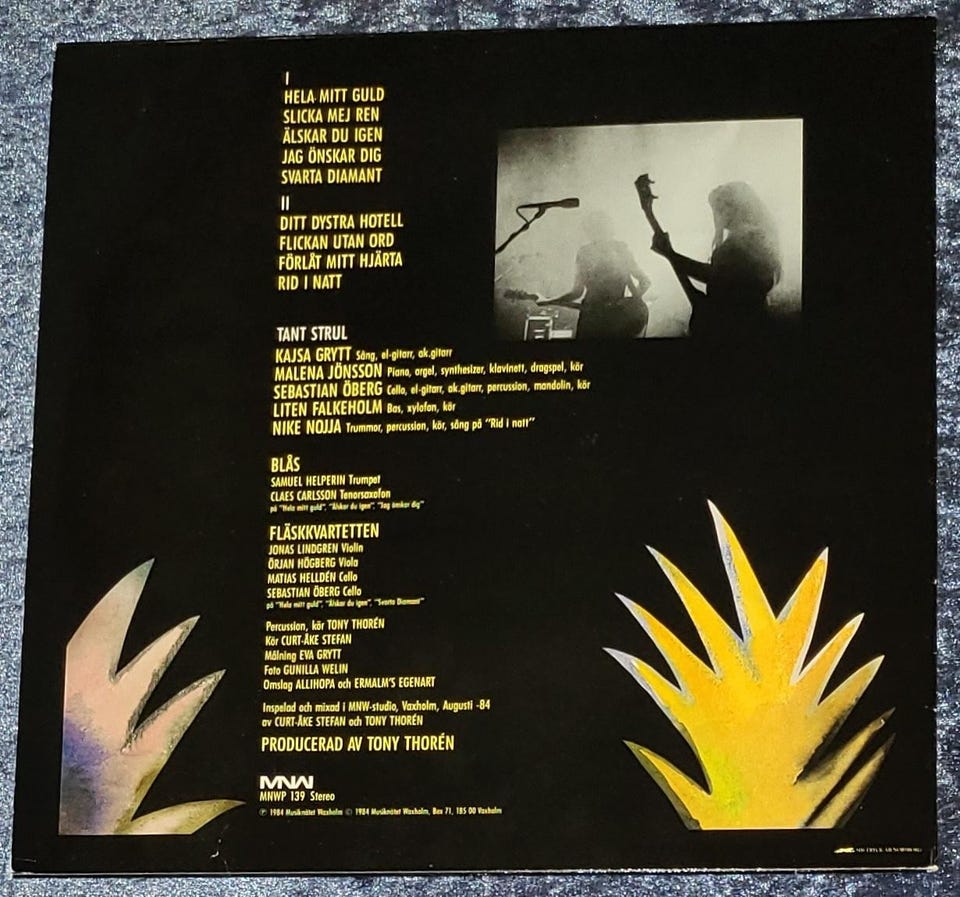 I
HELA MITT GULD
SLICKA MEJ REN
ÄLSKAR DU IGEN
JAG ÖNSKAR DIG
SVARTA DIAMANT
II
DITT DYSTRA HOTELL
FLICKAN UTAN ORD
FÖRLÅT MITT HJÄRTA
RID I NATT
TANT STRUL
KAJSA GRYTT Sång, el-gitarr, ak.gitarr
MALENA JÖNSSON Piano, orgel, synthesizer, klavinett, dragspel, kör
SEBASTIAN ÖBERG Cello, el-gitarr, ak.gitarr, percussion, mandolin, kör
LITEN FALKEHOLM Bas, xylofon, kör
NIKE NOJJA Trummor, percussion, kör, sång på "Rid i natt"
BLÅS
SAMUEL HELPERIN Trumpet
CLAES CARLSSON Tenorsaxofon
på "Hela mitt guld", "Älskar du igen", "Jag önskar dig"
FLÄSKKVARTETTEN
JONAS LINDGREN Violin
ÖRJAN HÖGBERG Viola
MATIAS HELLDÉN Cello
SEBASTIAN ÖBERG Cello
på "Hela mitt guld", "Älskar du igen", "Svarta Diamant"
Percussion, kör TONY THORÉN
Kör CURT-ÅKE STEFAN
Målning EVA GRYTT
Foto GUNILLA WELIN
Omslag ALLIHOPA och ERMALM'S EGENART
Inspelad och mixad i MNW-studio, Vaxholm, Augusti -84
av CURT-ÅKE STEFAN och TONY THORÉN
PRODUCERAD AV TONY THORÉN
MNW
MNWP 139 Stereo
℗ 1984 Musiknätet Waxholm © 1984 Musiknätet Waxholm, Box 71, 185 00 Vaxholm